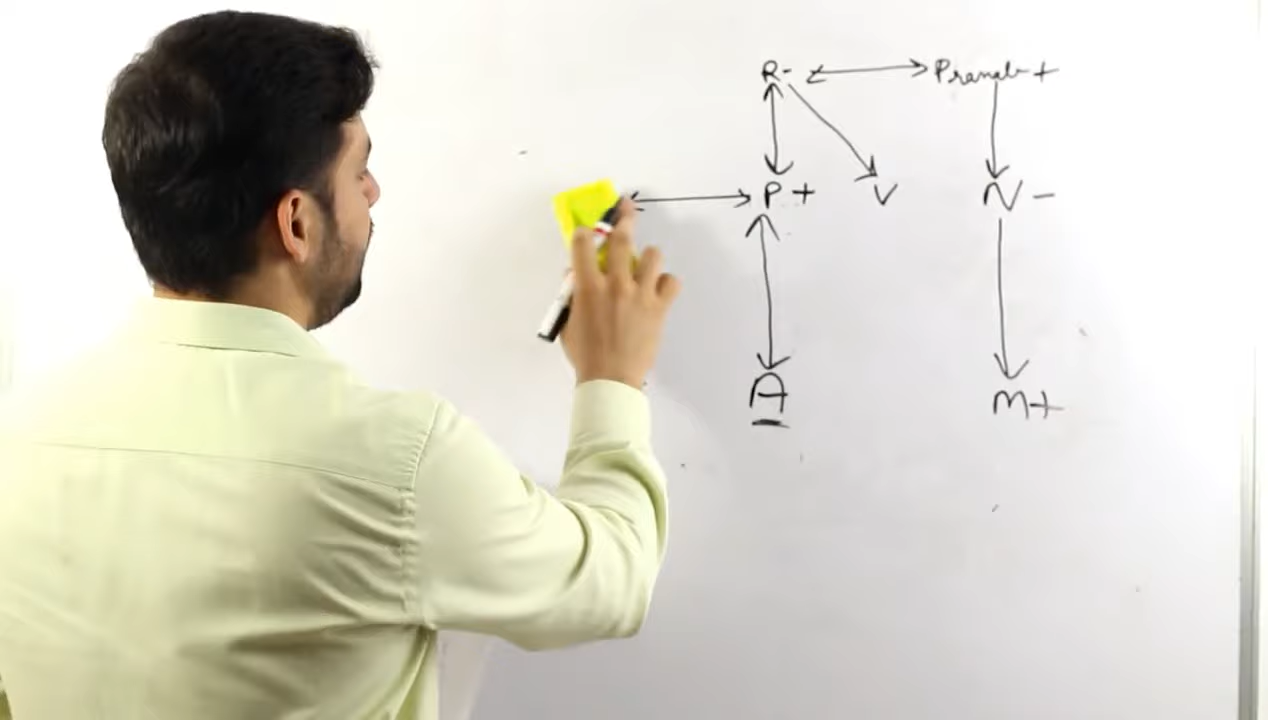 R- Pranab+
P+ V N-
A M+